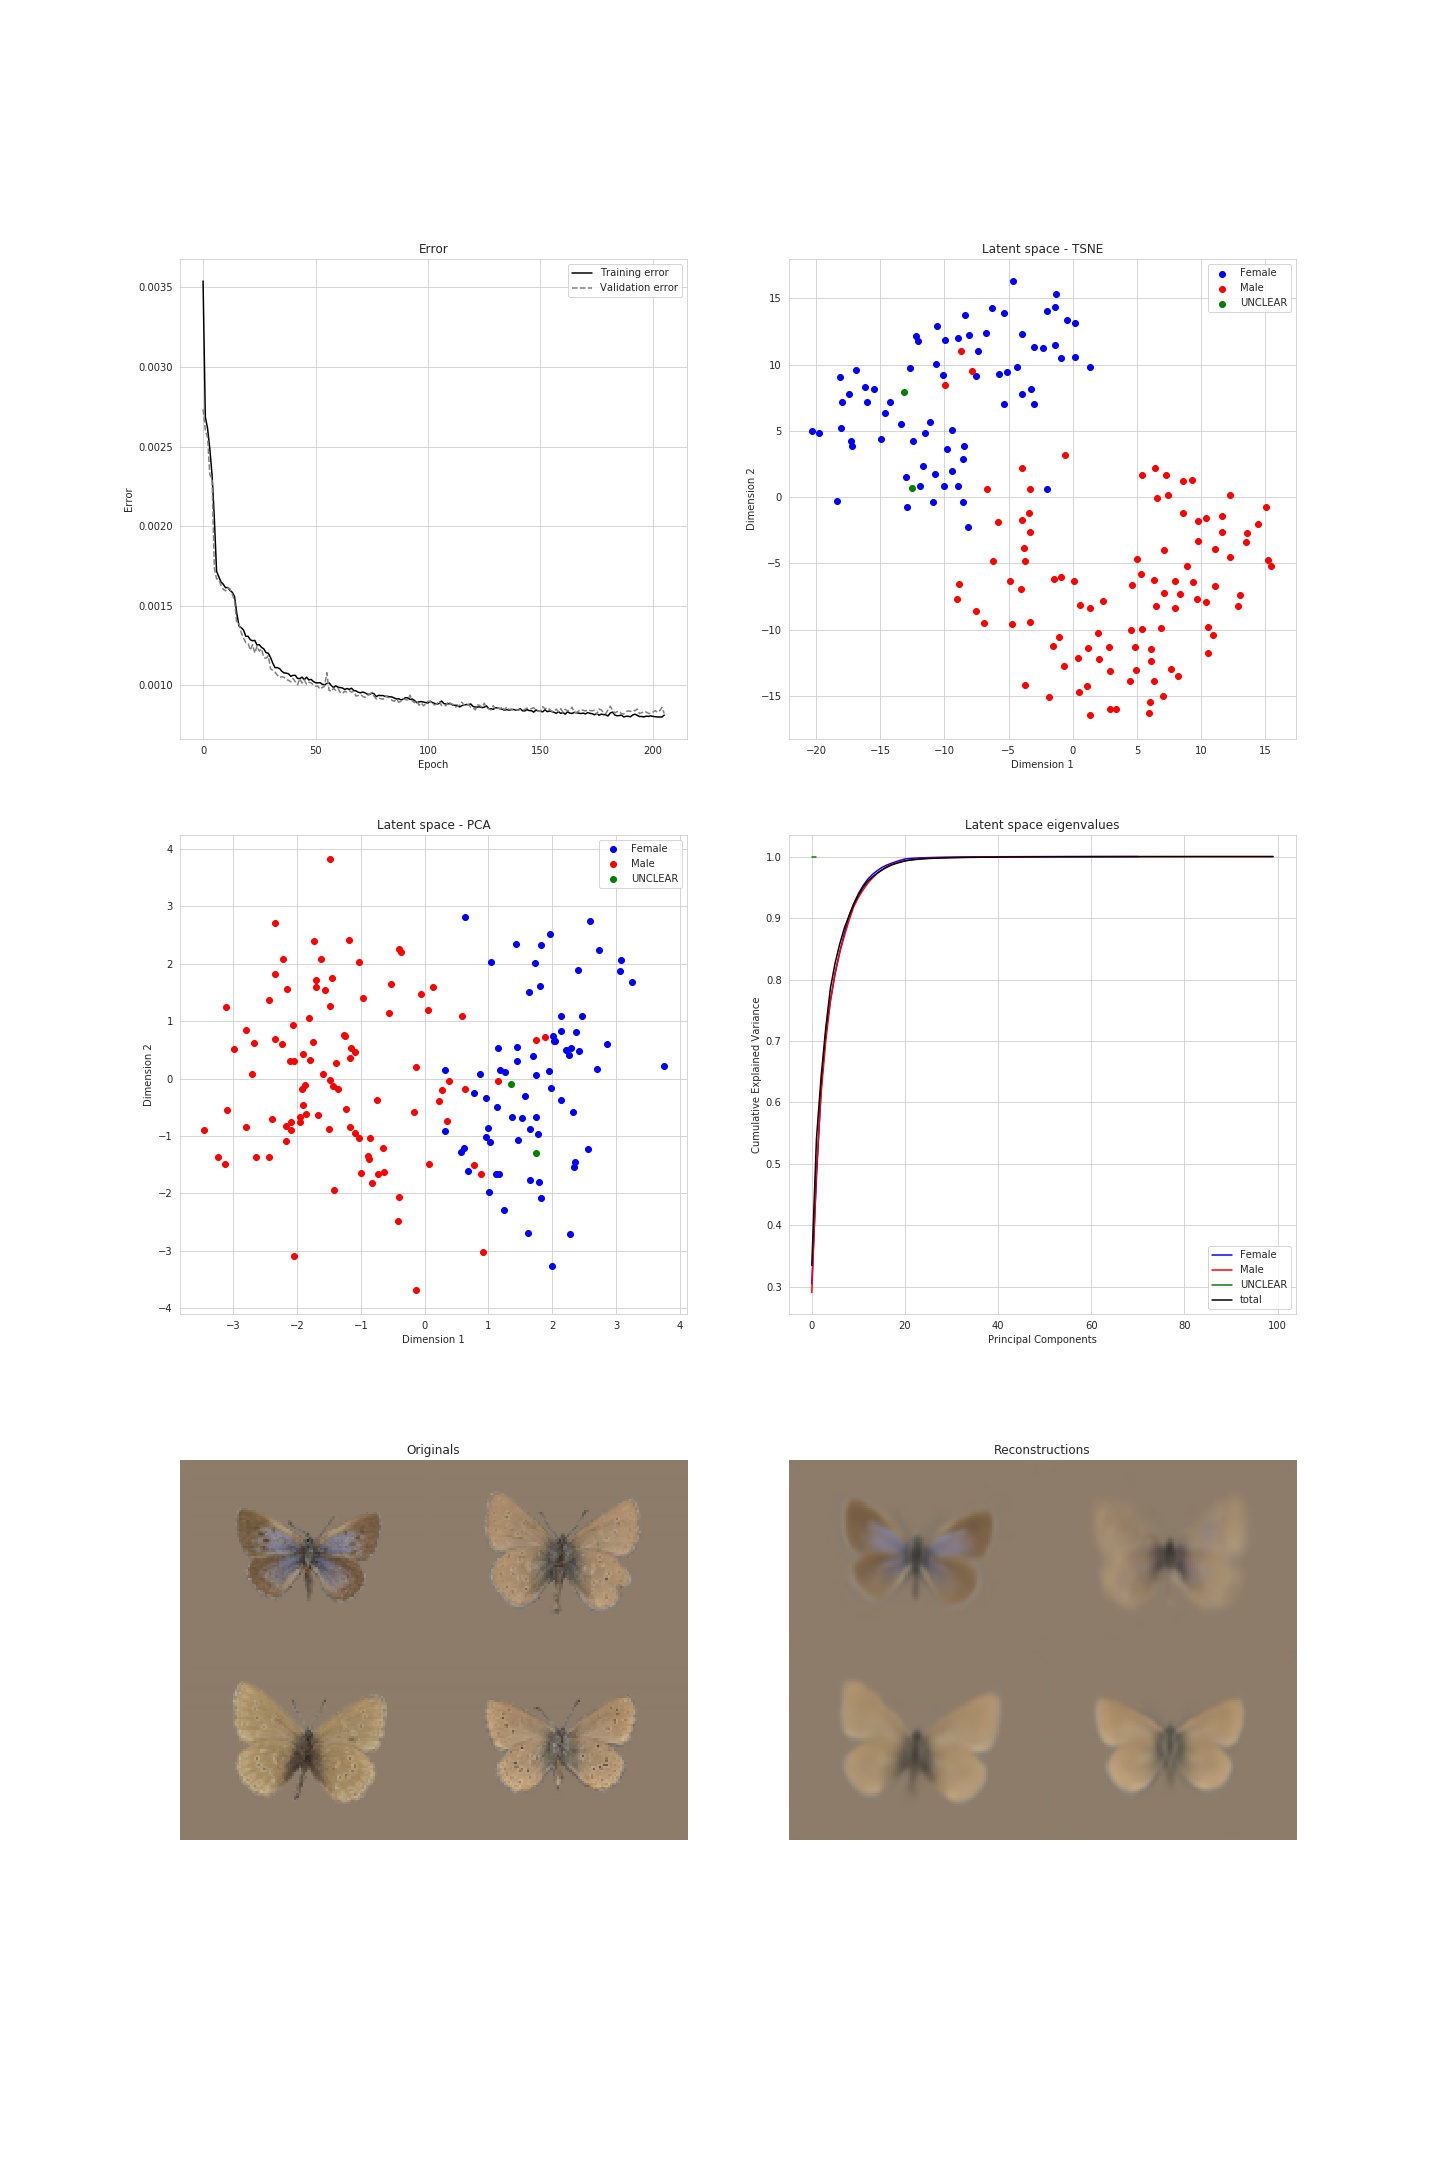 Error
Training error
Validation error
0.0035
0.0030
0.0025
0.0020
0.0015
0.0010
Error
0 50 100 150 200
Epoch
Latent space - TSNE
Female
Male
UNCLEAR
15
10
5
0
−5
−10
−15
Dimension 2
−20 −15 −10 −5 0 5 10 15
Dimension 1
Latent space - PCA
Female
Male
UNCLEAR
4
3
2
1
0
−1
−2
−3
−4
Dimension 2
−3 −2 −1 0 1 2 3 4
Dimension 1
Latent space eigenvalues
1.0
0.9
0.8
0.7
0.6
0.5
0.4
0.3
Cumulative Explained Variance
Female
Male
UNCLEAR
total
0 20 40 60 80 100
Principal Components
Originals
Reconstructions